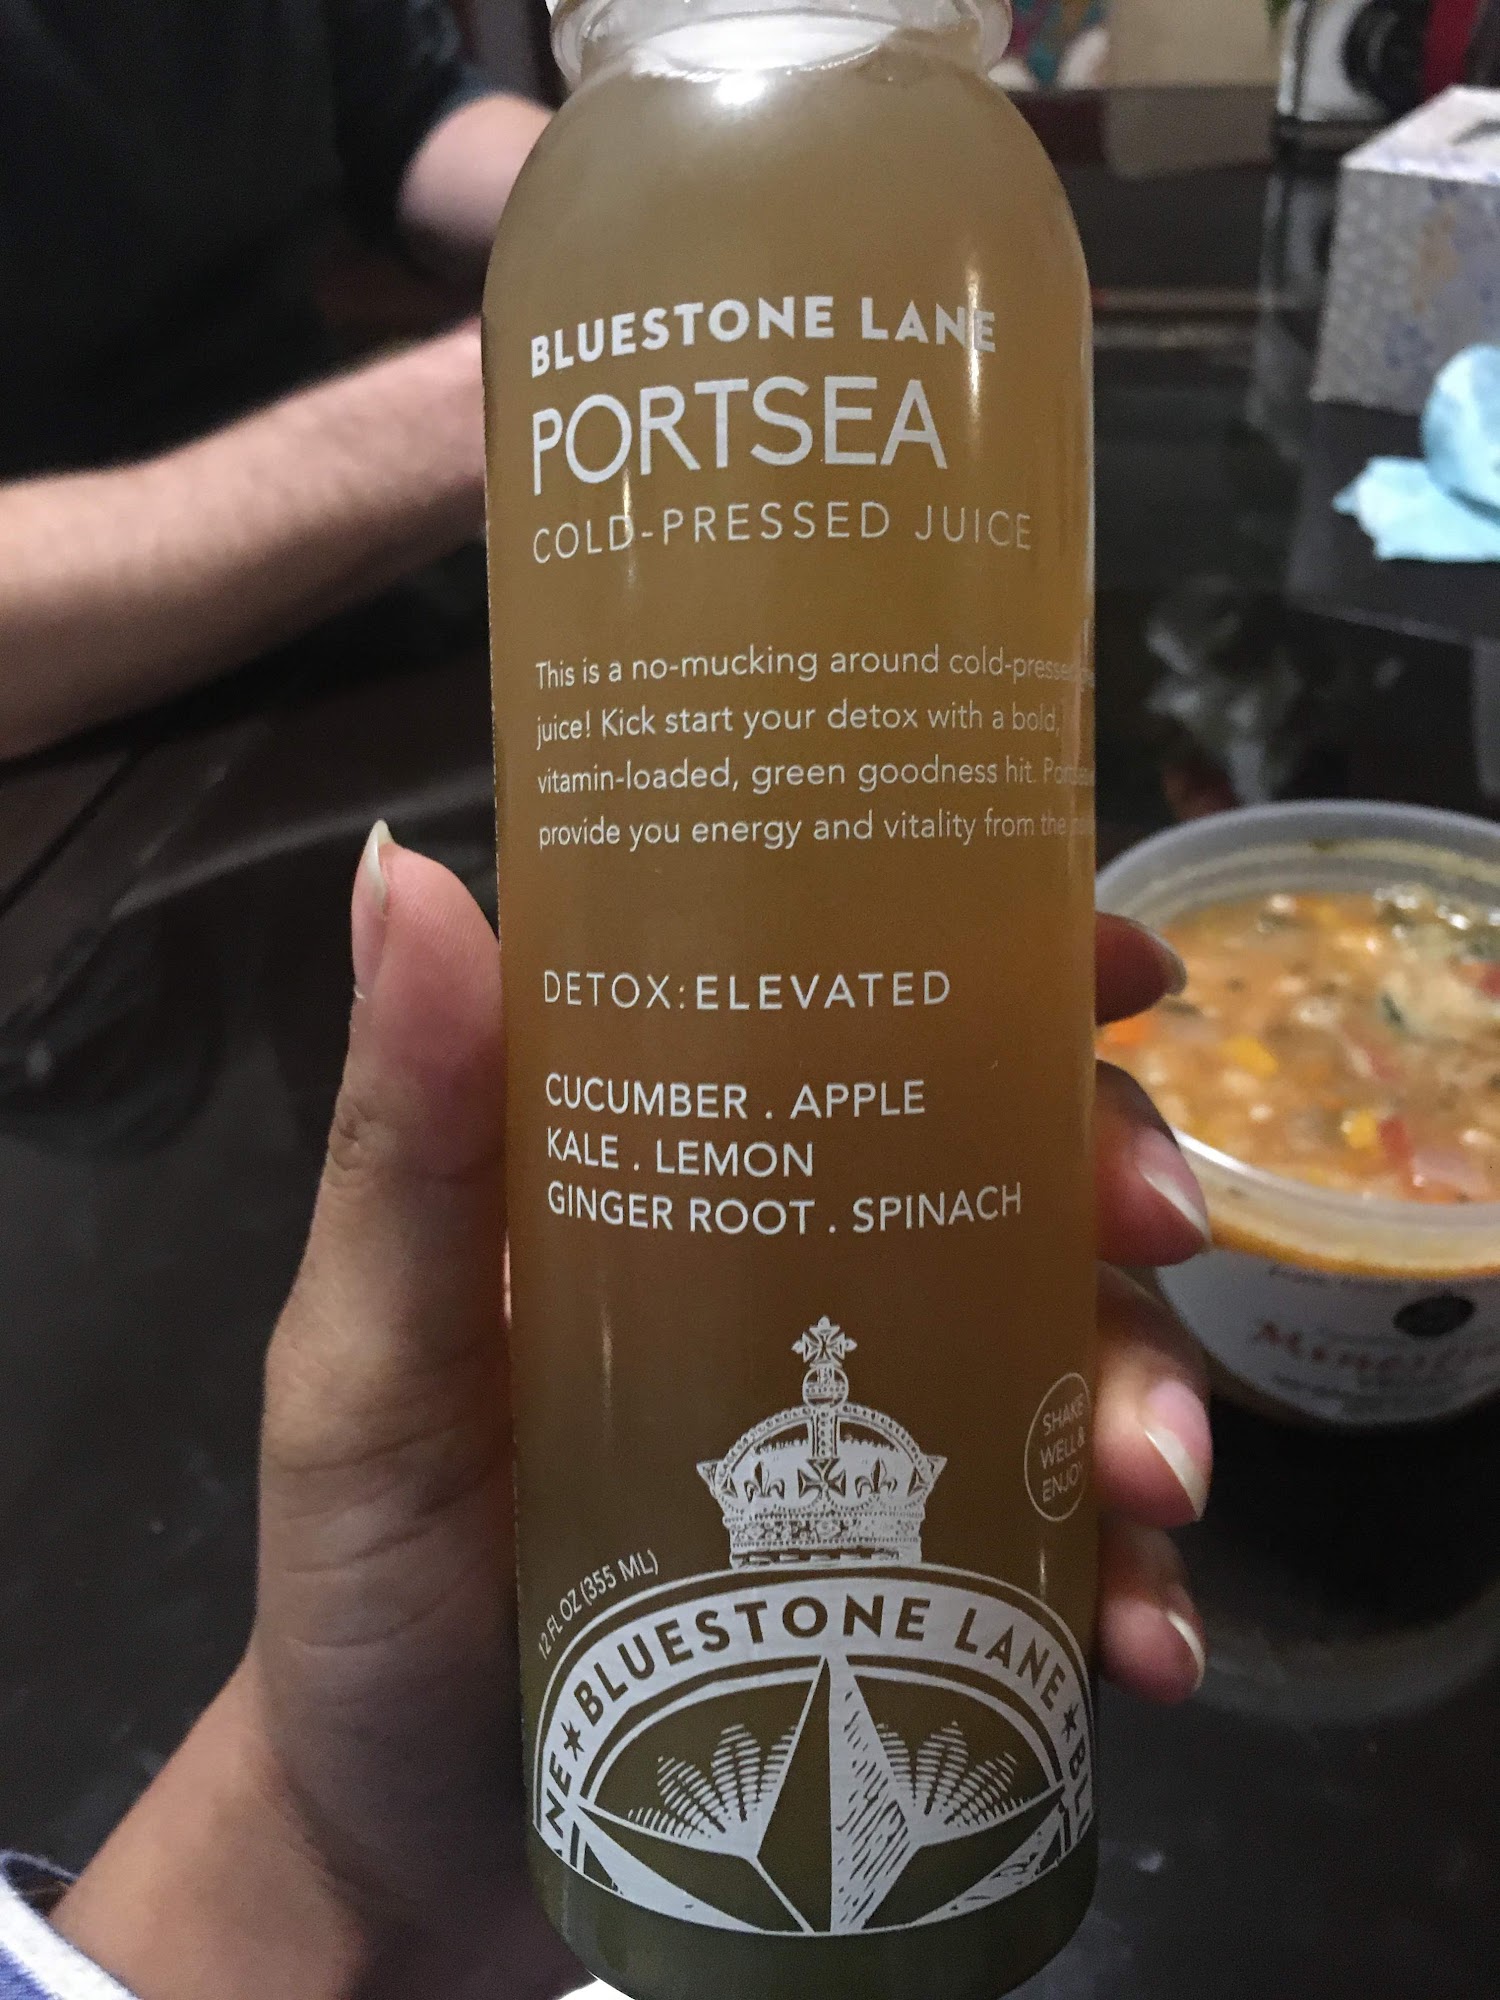 BLUESTONE LANE
PORTSEA
COLD-PRESSED JUICE
This is a no-mucking around cold-pressed
juice! Kick start your detox with a bold,
vitamin-loaded, green goodness hit.
provide you energy and vitality from the
DETOX: ELEVATED
CUCUMBER . APPLE
KALE . LEMON
GINGER ROOT . SPINACH
SHAKE
WELL &
ENJOY
12 FL OZ (355 ML)
BLUESTONE LANE